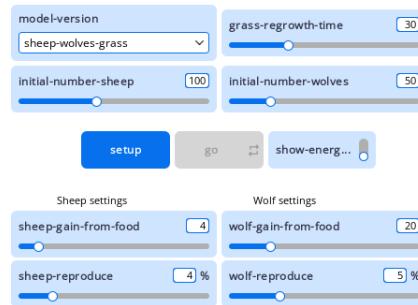 model-version
sheep-wolves-grass
grass-regrowth-time 30
initial-number-sheep 100
initial-number-wolves 50
setup
go
show-energ...
Sheep settings
Wolf settings
sheep-gain-from-food 4
wolf-gain-from-food 20
sheep-reproduce 4 %
wolf-reproduce 5 %